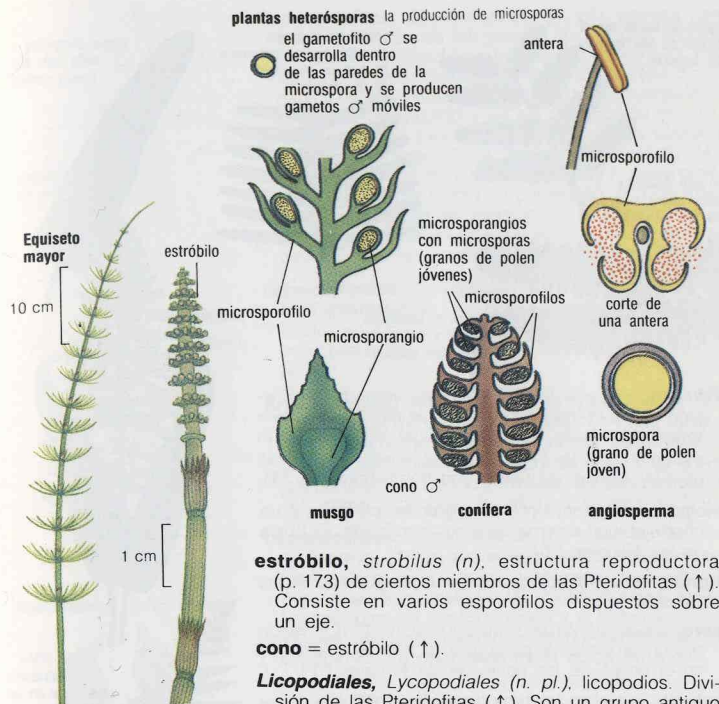 plantas heterósporas la producción de microsporas
el gametofito ♂ se
desarrolla dentro
de las paredes de la
microspora y se producen
gametos ♂ móviles
antera
microsporofilo
Equiseto
mayor
estróbilo
10 cm
microsporangios
con microsporas
(granos de polen
jóvenes)
microsporofilos
microsporofilo
microsporangio
corte de
una antera
microspora
(grano de polen
joven)
cono ♂
musgo
conífera
angiosperma
1 cm
estróbilo, strobilus (n), estructura reproductora
(p. 173) de ciertos miembros de las Pteridofitas (↑).
Consiste en varios esporofilos dispuestos sobre
un eje.
cono = estróbilo (↑).
Licopodiales, Lycopodiales (n. pl.), licopodios. Divi-
sión de las Pteridofitas (↑). Son un grupo antiguo